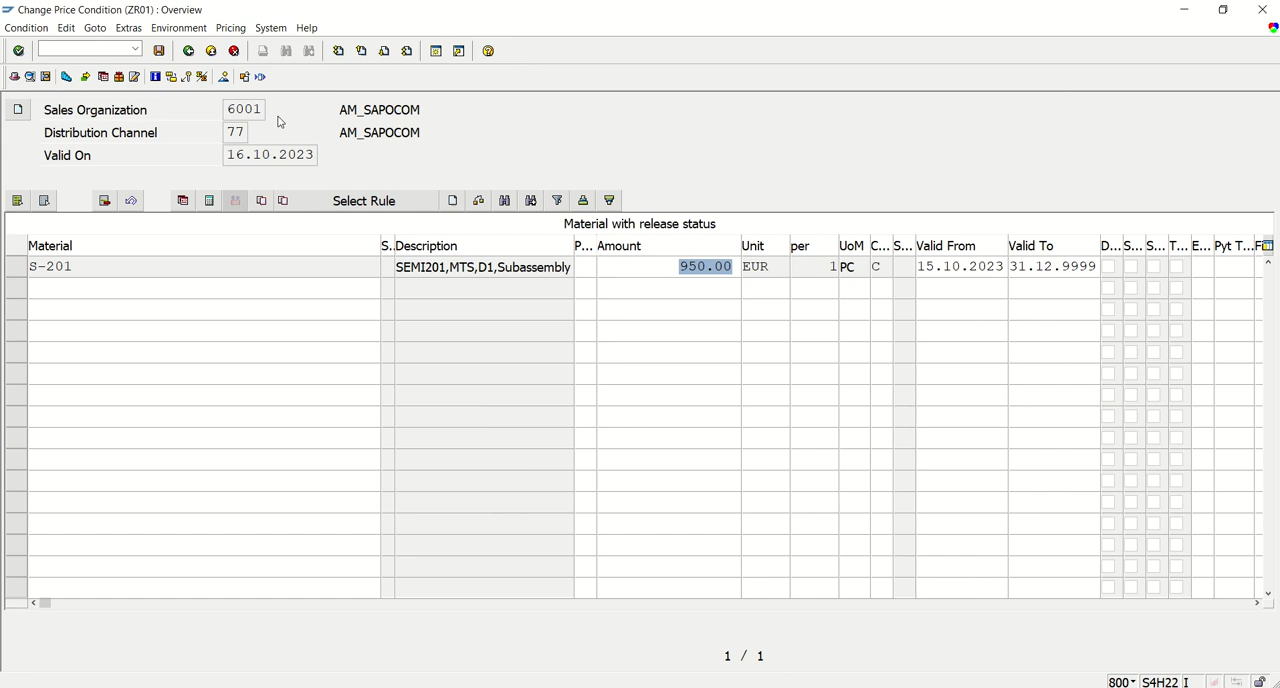 Change Price Condition (ZR01) : Overview
Condition Edit Goto Extras Environment Pricing System Help
Sales Organization 6001 AM_SAPOCOM
Distribution Channel 77 AM_SAPOCOM
Valid On 16.10.2023
Select Rule
Material with release status
Material S.. Description P... Amount Unit per UoM C... S... Valid From Valid To D... S... S... T... E... Pyt T... Fi
S-201 SEMI201,MTS,D1,Subassembly 950.00 EUR 1 PC C 15.10.2023 31.12.9999
1 / 1
800 S4H22 I